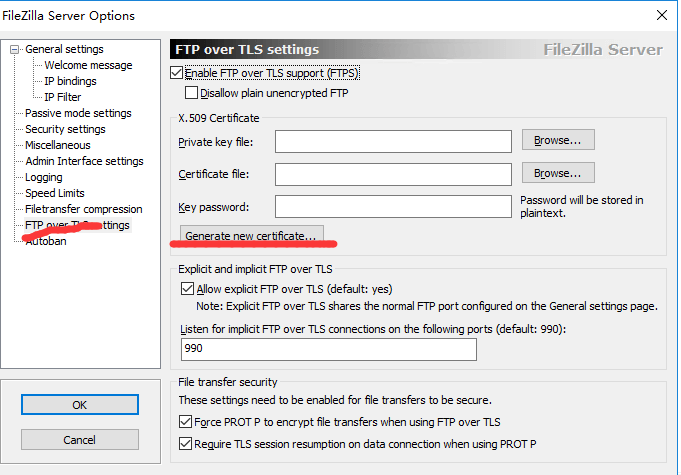 FileZilla Server Options
General settings
Welcome message
IP bindings
IP Filter
Passive mode settings
Security settings
Miscellaneous
Admin Interface settings
Logging
Speed Limits
Filetransfer compression
FTP over TLS settings
Autoban
OK
Cancel
FTP over TLS settings
FileZilla Server
Enable FTP over TLS support (FTPS)
Disallow plain unencrypted FTP
X.509 Certificate
Private key file:
Browse...
Certificate file:
Browse...
Key password:
Password will be stored in
plaintext.
Generate new certificate...
Explicit and implicit FTP over TLS
Allow explicit FTP over TLS (default: yes)
Note: Explicit FTP over TLS shares the normal FTP port configured on the General settings page.
Listen for implicit FTP over TLS connections on the following ports (default: 990):
990
File transfer security
These settings need to be enabled for file transfers to be secure.
Force PROT P to encrypt file transfers when using FTP over TLS
Require TLS session resumption on data connection when using PROT P